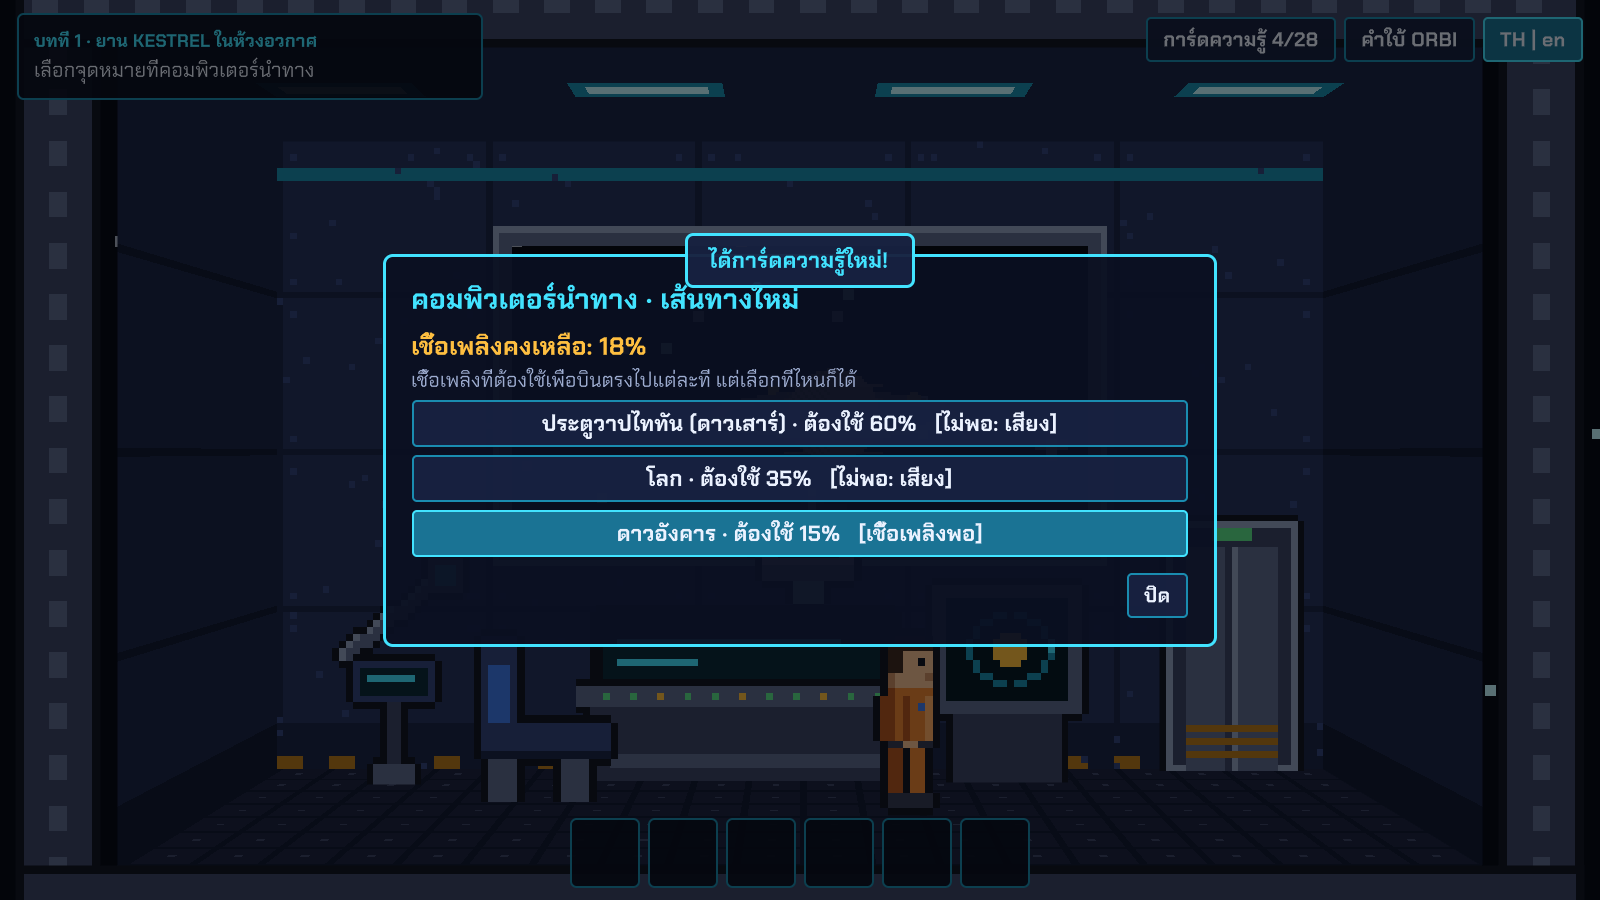 บทที่ 1 · ยาน KESTREL ในห้วงอวกาศ
เลือกจุดหมายที่คอมพิวเตอร์นำทาง
การ์ดความรู้ 4/28
คำใบ้ ORBI
TH | en
ได้การ์ดความรู้ใหม่!
คอมพิวเตอร์นำทาง · เส้นทางใหม่
เชื้อเพลิงคงเหลือ: 18%
เชื้อเพลิงที่ต้องใช้เพื่อบินตรงไปแต่ละที่ แต่เลือกที่ไหนก็ได้
ประตูวาปไททัน (ดาวเสาร์) · ต้องใช้ 60% [ไม่พอ: เสี่ยง]
โลก · ต้องใช้ 35% [ไม่พอ: เสี่ยง]
ดาวอังคาร · ต้องใช้ 15% [เชื้อเพลิงพอ]
ปิด